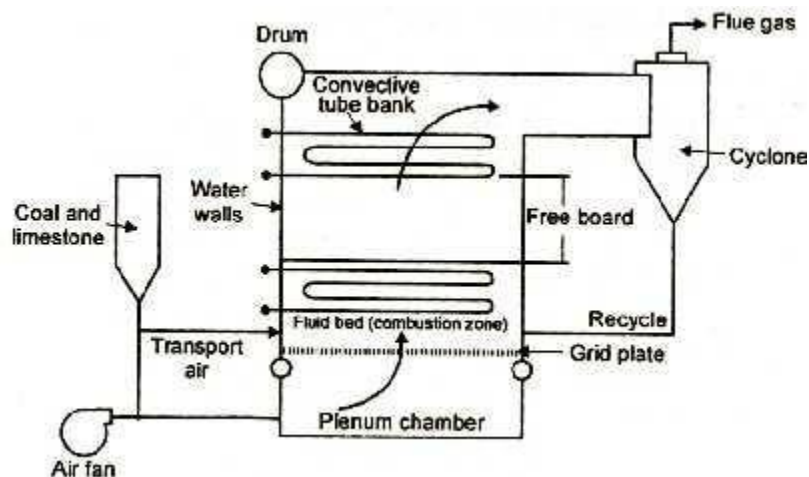 Drum
Flue gas
Convective
tube bank
Cyclone
Water
walls
Coal and
limestone
Free board
Fluid bed (combustion zone)
Recycle
Transport
air
Grid plate
Plenum chamber
Air fan